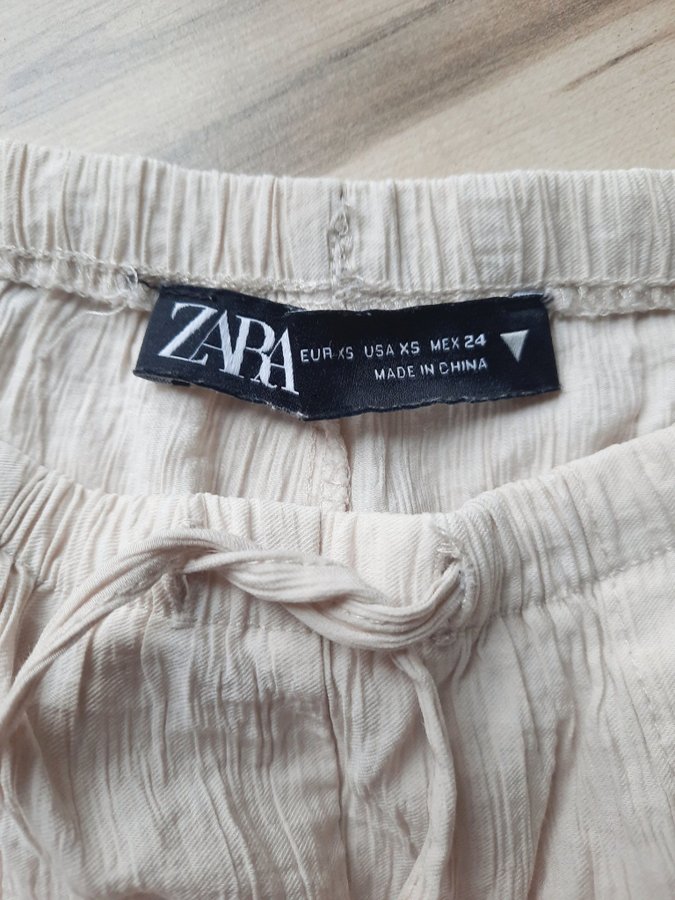 ZARA
EUR XS USA XS MEX 24
MADE IN CHINA